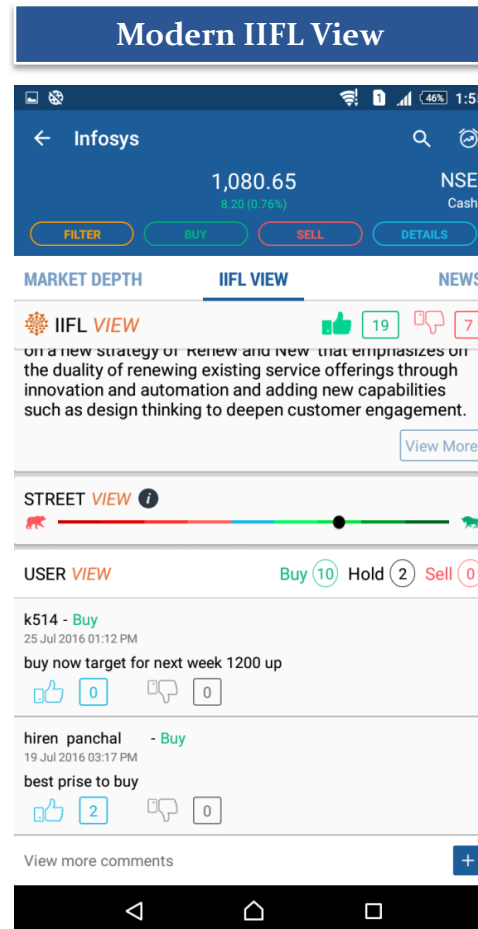 Modern IIFL View
1 46% 1:55
Infosys
1,080.65 NSE
8.20 (0.76%) Cash
FILTER BUY SELL DETAILS
MARKET DEPTH IIFL VIEW NEWS
IIFL VIEW 19 7
on a new strategy of "Renew and New" that emphasizes on
the duality of renewing existing service offerings through
innovation and automation and adding new capabilities
such as design thinking to deepen customer engagement.
View More
STREET VIEW i
USER VIEW Buy 10 Hold 2 Sell 0
k514 - Buy
25 Jul 2016 01:12 PM
buy now target for next week 1200 up
0 0
hiren panchal - Buy
19 Jul 2016 03:17 PM
best prise to buy
2 0
View more comments +